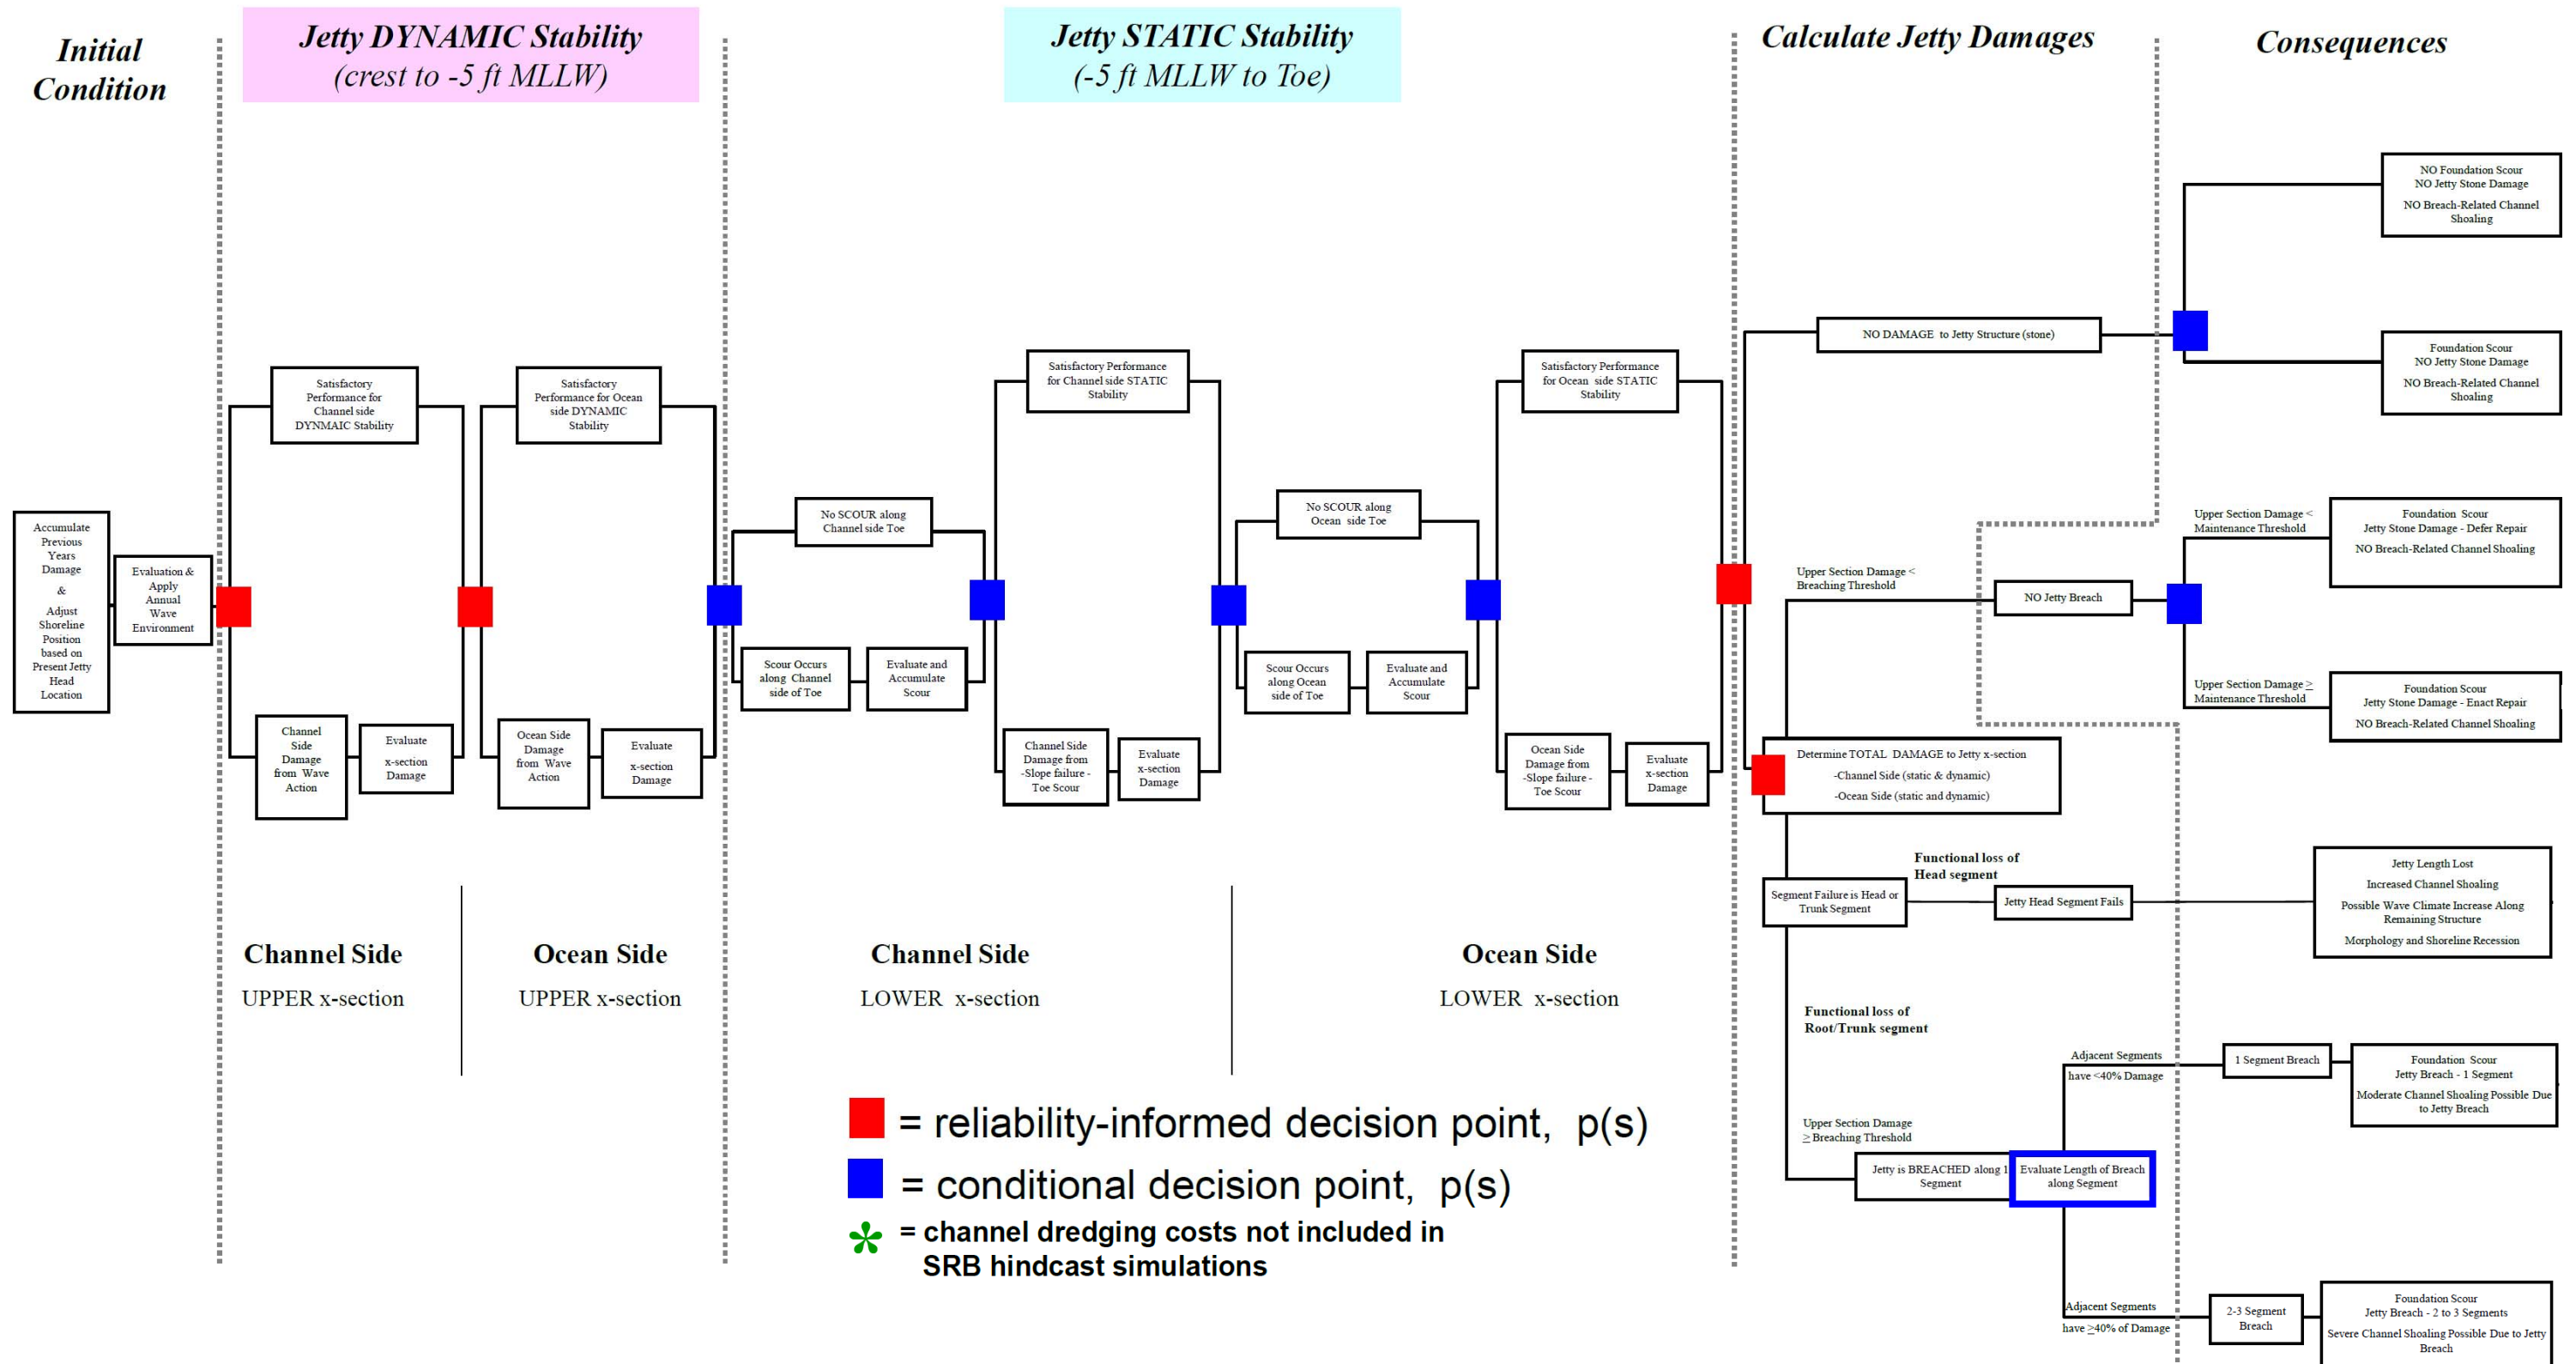 Initial
Condition
Jetty DYNAMIC Stability
(crest to -5 ft MLLW)
Jetty STATIC Stability
(-5 ft MLLW to Toe)
Calculate Jetty Damages
Consequences
Accumulate
Previous
Years
Damage
&
Adjust
Shoreline
Position
based on
Present Jetty
Head
Location
Evaluation &
Apply
Annual
Wave
Environment
Satisfactory
Performance for
Channel side
DYNMAIC Stability
Channel
Side
Damage
from Wave
Action
Evaluate
x-section
Damage
Satisfactory
Performance for Ocean
side DYNAMIC
Stability
Ocean Side
Damage
from Wave
Action
Evaluate
x-section
Damage
No SCOUR along
Channel side Toe
Scour Occurs
along Channel
side of Toe
Evaluate and
Accumulate
Scour
Satisfactory Performance
for Channel side STATIC
Stability
Channel Side
Damage from
-Slope failure -
Toe Scour
Evaluate
x-section
Damage
No SCOUR along
Ocean side Toe
Scour Occurs
along Ocean
side of Toe
Evaluate and
Accumulate
Scour
Satisfactory Performance
for Ocean side STATIC
Stability
Ocean Side
Damage from
-Slope failure -
Toe Scour
Evaluate
x-section
Damage
NO DAMAGE to Jetty Structure (stone)
NO Foundation Scour
NO Jetty Stone Damage
NO Breach-Related Channel
Shoaling
Foundation Scour
NO Jetty Stone Damage
NO Breach-Related Channel
Shoaling
Upper Section Damage <
Breaching Threshold
NO Jetty Breach
Upper Section Damage <
Maintenance Threshold
Foundation Scour
Jetty Stone Damage - Defer Repair
NO Breach-Related Channel Shoaling
Upper Section Damage ≥
Maintenance Threshold
Foundation Scour
Jetty Stone Damage - Enact Repair
NO Breach-Related Channel Shoaling
Determine TOTAL DAMAGE to Jetty x-section
-Channel Side (static & dynamic)
-Ocean Side (static and dynamic)
Segment Failure is Head or
Trunk Segment
Functional loss of
Head segment
Jetty Head Segment Fails
Jetty Length Lost
Increased Channel Shoaling
Possible Wave Climate Increase Along
Remaining Structure
Morphology and Shoreline Recession
Functional loss of
Root/Trunk segment
Upper Section Damage
≥ Breaching Threshold
Jetty is BREACHED along 1
Segment
Evaluate Length of Breach
along Segment
Adjacent Segments
have <40% Damage
1 Segment Breach
Foundation Scour
Jetty Breach - 1 Segment
Moderate Channel Shoaling Possible Due
to Jetty Breach
Adjacent Segments
have ≥40% of Damage
2-3 Segment
Breach
Foundation Scour
Jetty Breach - 2 to 3 Segments
Severe Channel Shoaling Possible Due to Jetty
Breach
Channel Side
UPPER x-section
Ocean Side
UPPER x-section
Channel Side
LOWER x-section
Ocean Side
LOWER x-section
= reliability-informed decision point, p(s)
= conditional decision point, p(s)
* = channel dredging costs not included in
SRB hindcast simulations